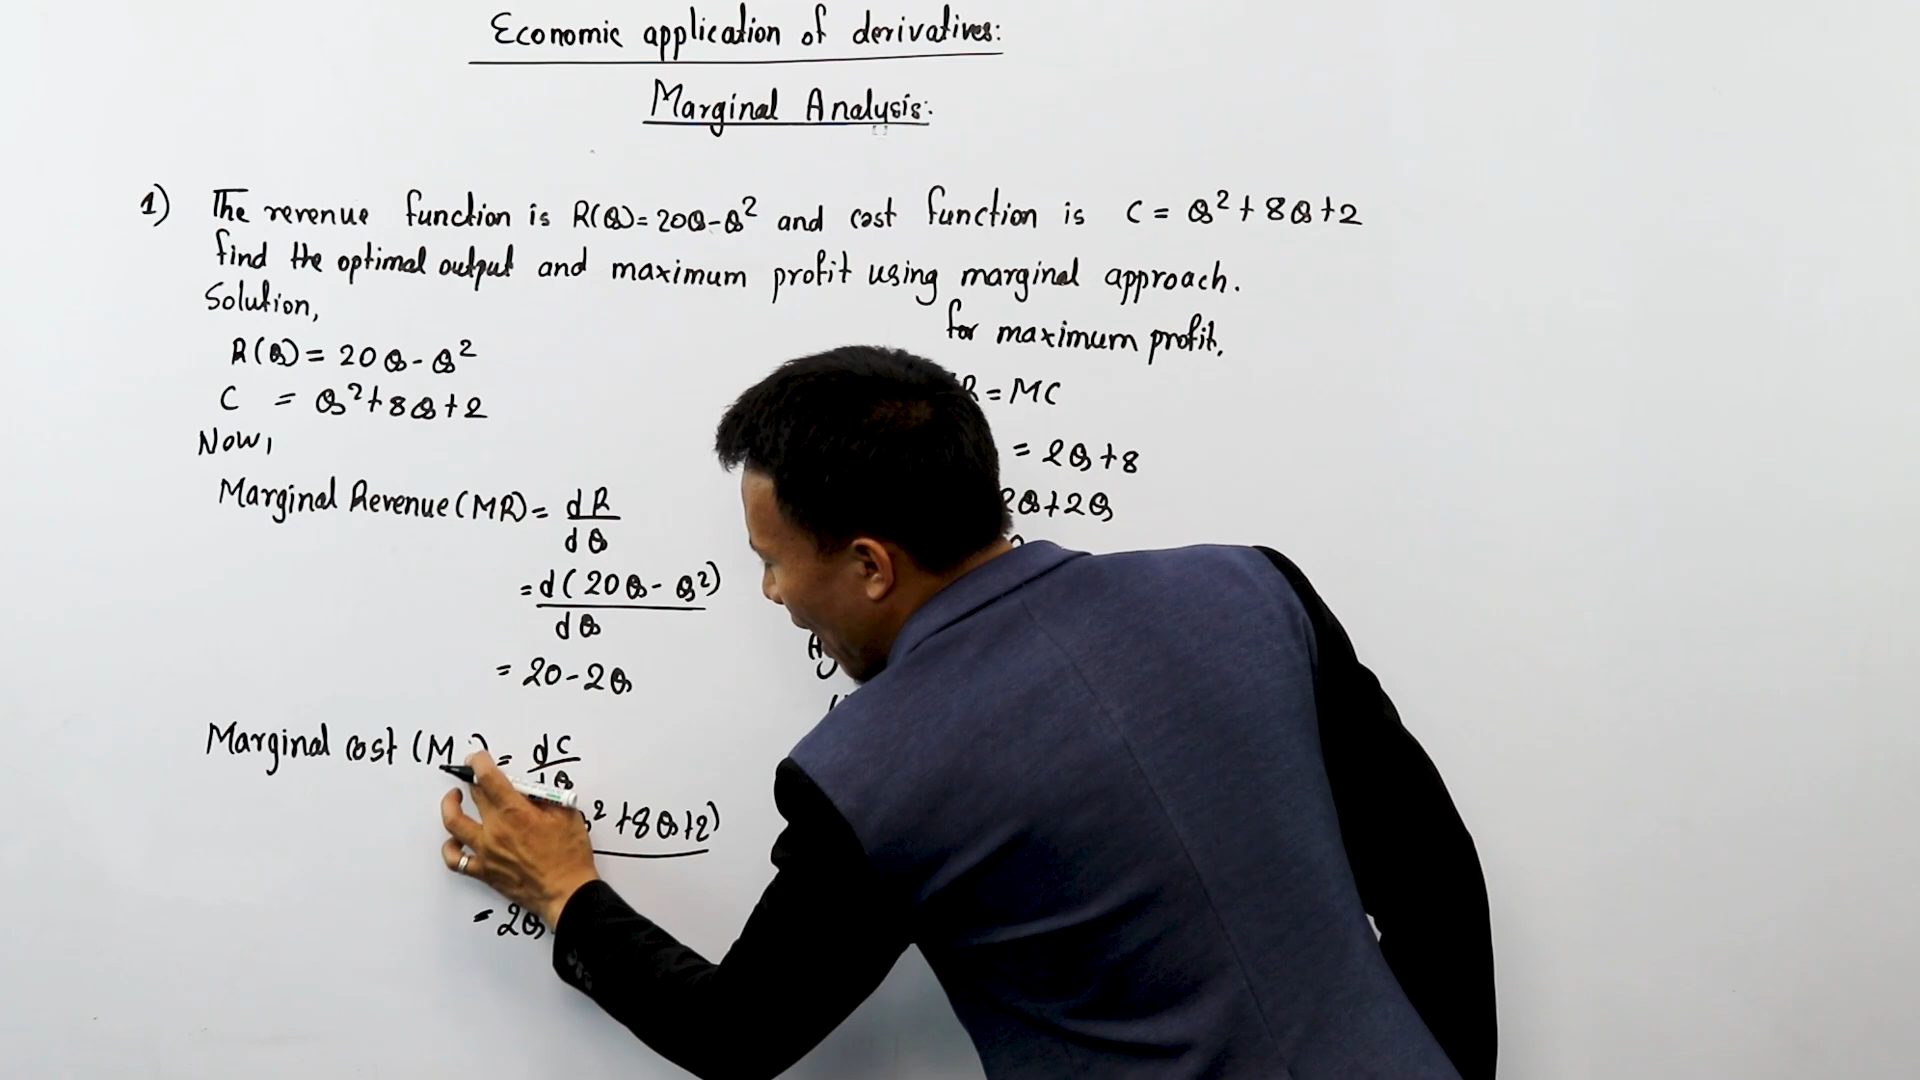 Economic application of derivatives:
Marginal Analysis:
1) The revenue function is R(Q)=20Q-Q² and cost function is C = Q²+8Q+2
find the optimal output and maximum profit using marginal approach.
Solution,
R(Q) = 20Q-Q²
C = Q²+8Q+2
Now,
Marginal Revenue (MR) = dR
dQ
= d(20Q-Q²)
dQ
= 20-2Q
Marginal cost (M ) = dC
dQ
² +8Q+2)
= 2Q
for maximum profit,
R = MC
= 2Q+8
2Q+2Q